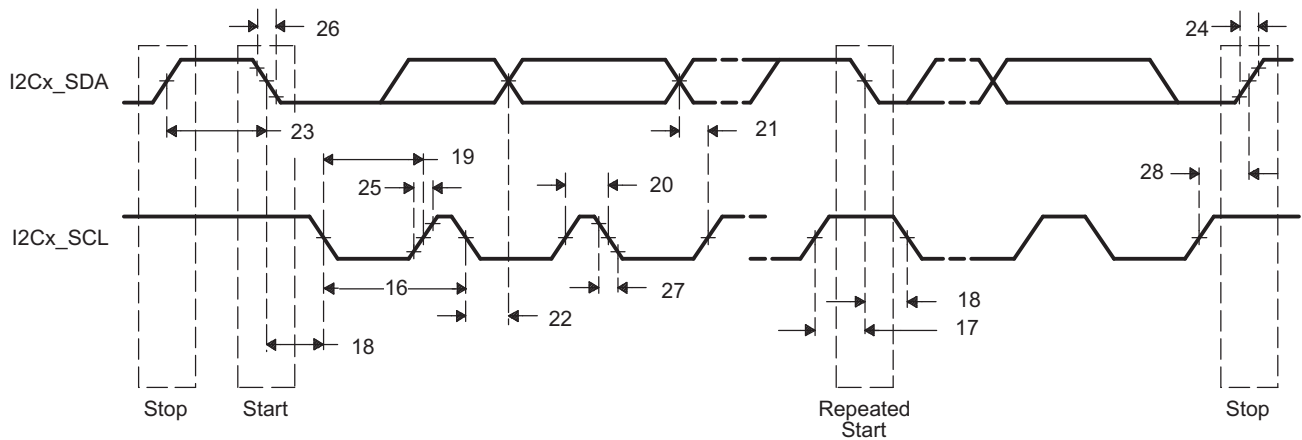 26
24
I2Cx_SDA
23
21
19
28
25
20
I2Cx_SCL
16
27
18
22
17
18
Stop
Start
Repeated
Start
Stop